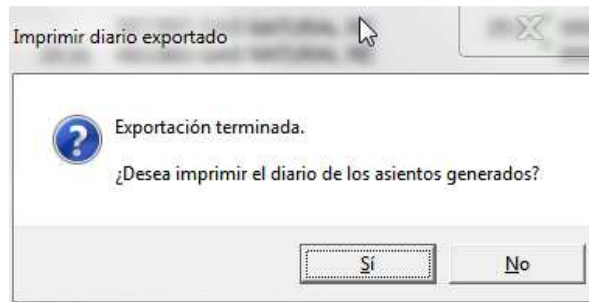 Imprimir diario exportado
Exportación terminada.
¿Desea imprimir el diario de los asientos generados?
Sí
No